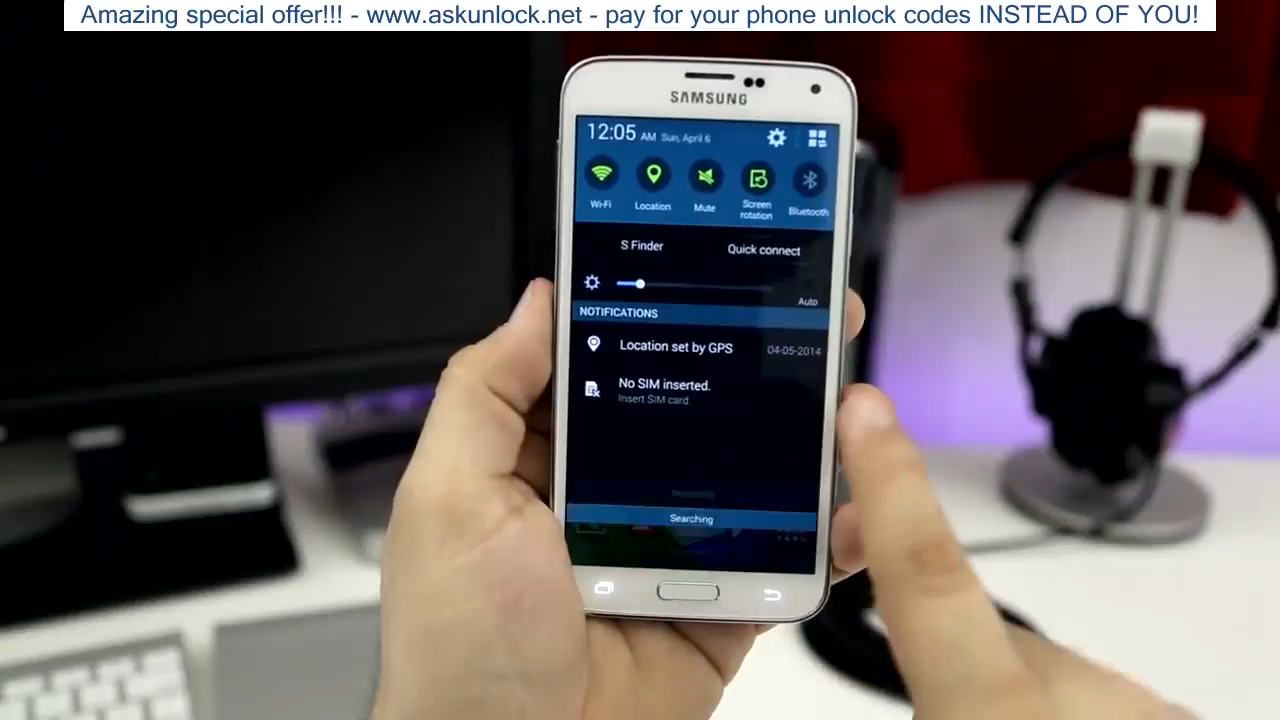 Amazing special offer!!! - www.askunlock.net - pay for your phone unlock codes INSTEAD OF YOU!
SAMSUNG
12:05 AM Sun, April 6
Wi-Fi
Location
Mute
Screen
rotation
Bluetooth
S Finder
Quick connect
Auto
NOTIFICATIONS
Location set by GPS
04-05-2014
No SIM inserted.
Insert SIM card.
Searching